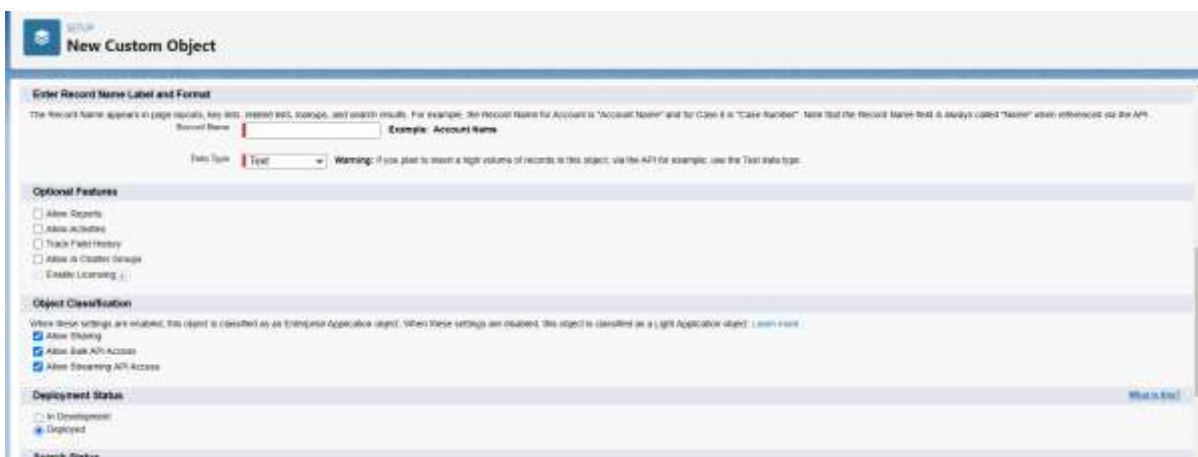 SETUP
New Custom Object
Enter Record Name Label and Format
The Record Name appears in page layouts, key lists, related lists, lookups, and search results. For example, the Record Name for Account is "Account Name" and for Case it is "Case Number". Note that the Record Name field is always called "Name" when referenced via the API.
Record Name Example: Account Name
Data Type Text Warning: If you plan to insert a high volume of records in this object, via the API for example, use the Text data type.
Optional Features
Allow Reports
Allow Activities
Track Field History
Allow in Chatter Groups
Enable Licensing
Object Classification
When these settings are enabled, this object is classified as an Enterprise Application object. When these settings are disabled, this object is classified as a Light Application object. Learn more
Allow Sharing
Allow Bulk API Access
Allow Streaming API Access
Deployment Status What is this?
In Development
Deployed
Search Status